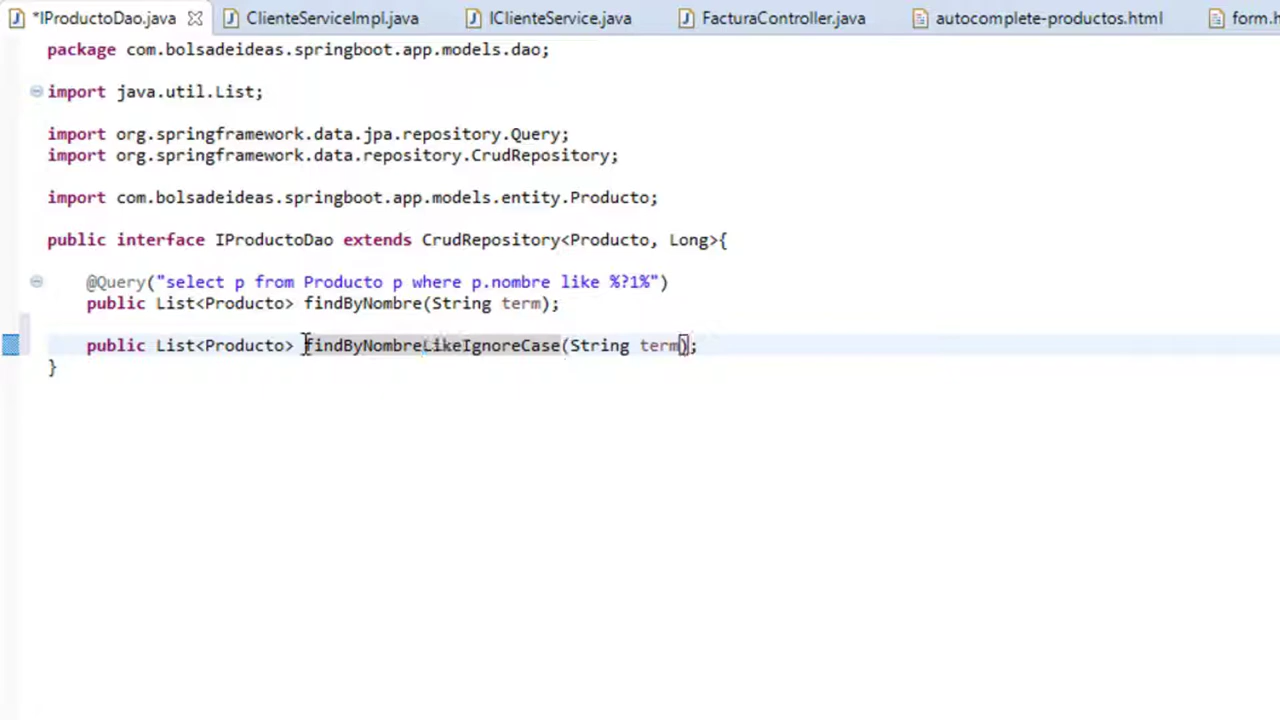 *IProductoDao.java ClienteServiceImpl.java IClienteService.java FacturaController.java autocomplete-productos.html form.h
package com.bolsadeideas.springboot.app.models.dao;
import java.util.List;
import org.springframework.data.jpa.repository.Query;
import org.springframework.data.repository.CrudRepository;
import com.bolsadeideas.springboot.app.models.entity.Producto;
public interface IProductoDao extends CrudRepository<Producto, Long>{
@Query("select p from Producto p where p.nombre like %?1%")
public List<Producto> findByNombre(String term);
public List<Producto> findByNombreLikeIgnoreCase(String term);
}